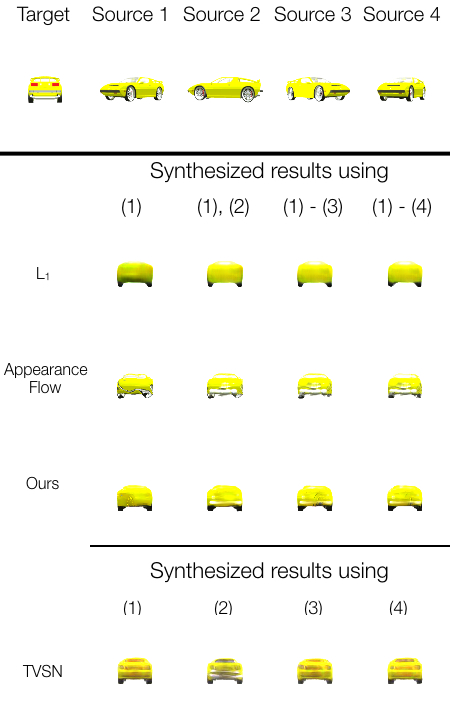 Target Source 1 Source 2 Source 3 Source 4
Synthesized results using
(1) (1), (2) (1) - (3) (1) - (4)
L₁
Appearance
Flow
Ours
Synthesized results using
(1) (2) (3) (4)
TVSN